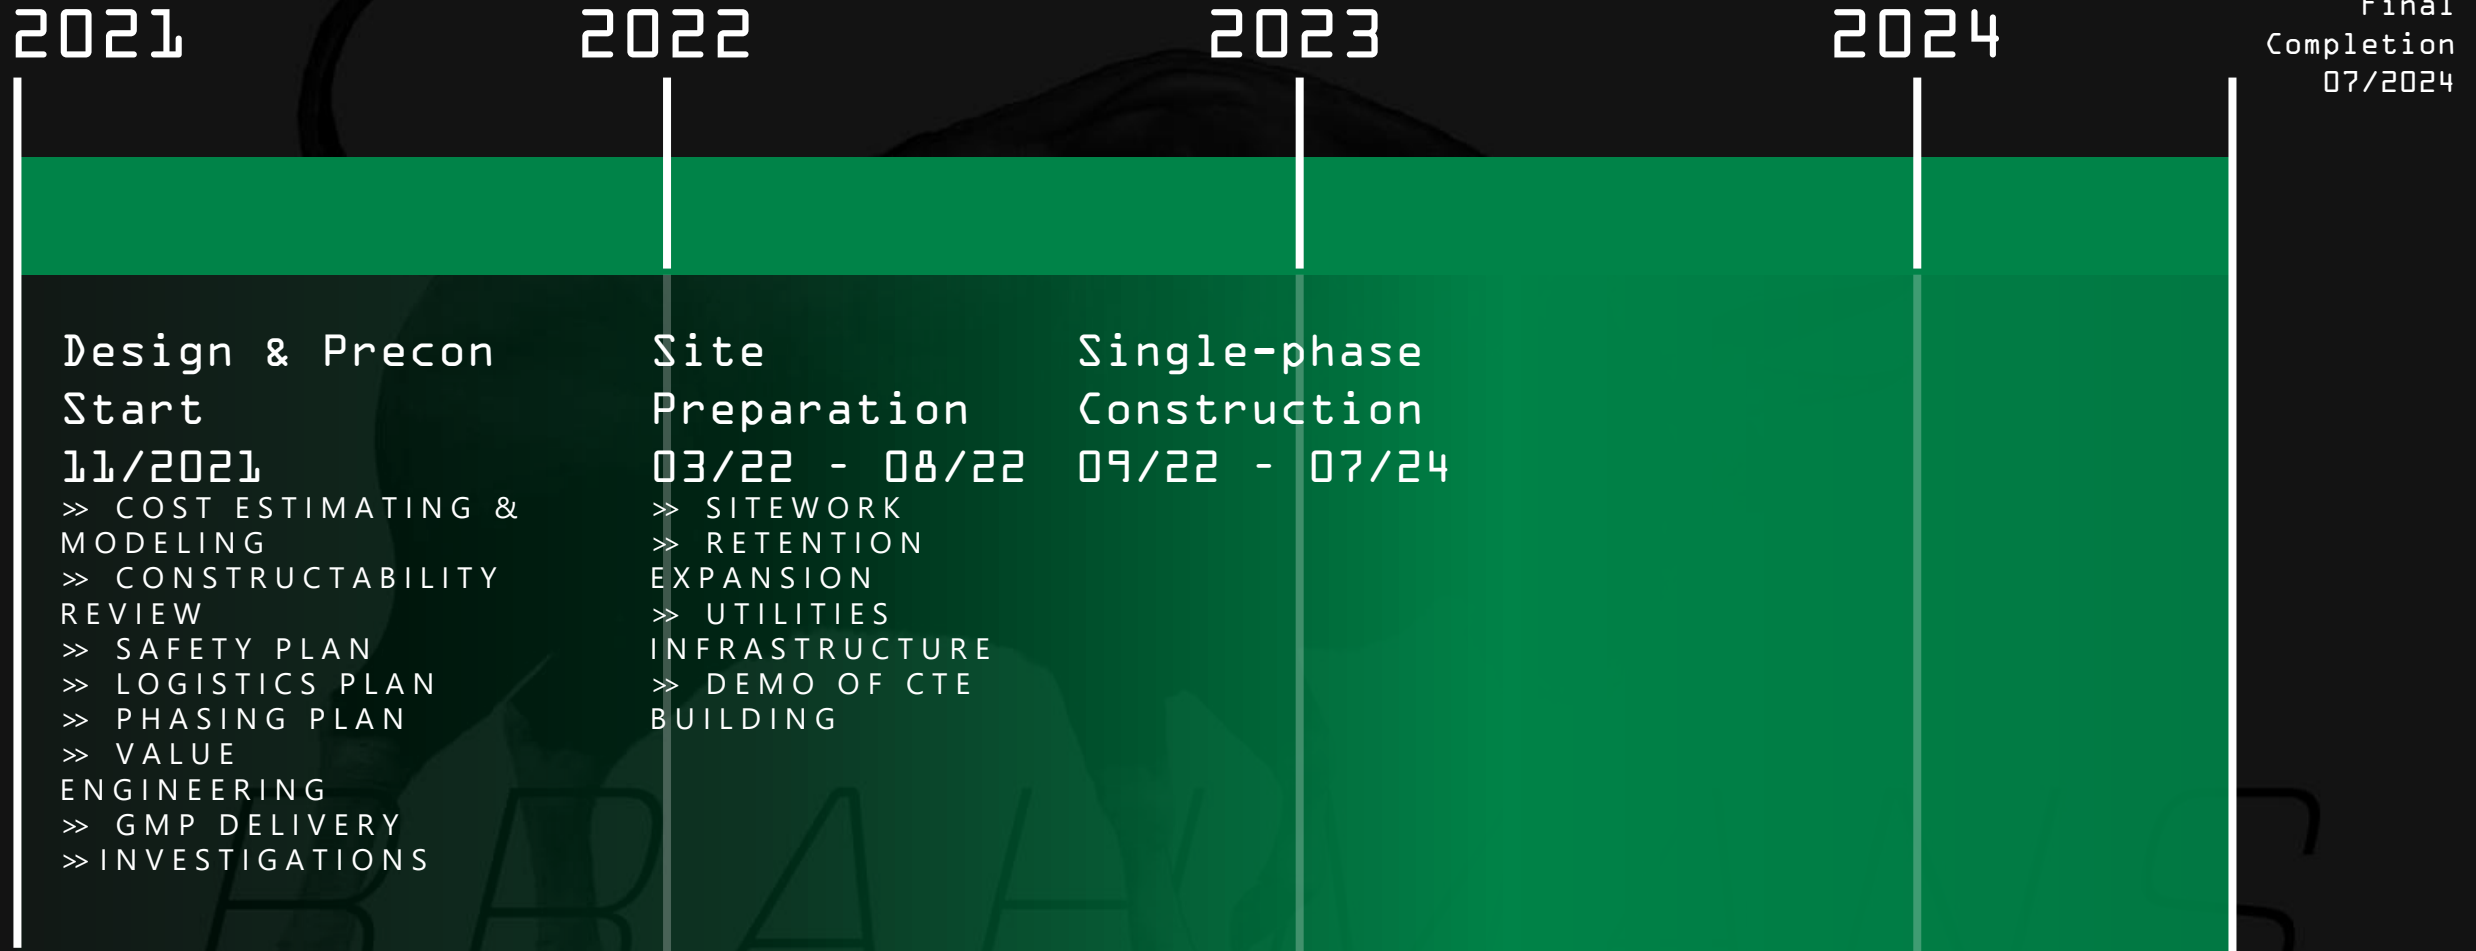 2021
2022
2023
2024
Final
Completion
07/2024
Design & Precon
Start
11/2021
>> COST ESTIMATING &
MODELING
>> CONSTRUCTABILITY
REVIEW
>> SAFETY PLAN
>> LOGISTICS PLAN
>> PHASING PLAN
>> VALUE
ENGINEERING
>> GMP DELIVERY
>>INVESTIGATIONS
Site
Preparation
03/22 - 08/22
>> SITEWORK
>> RETENTION
EXPANSION
>> UTILITIES
INFRASTRUCTURE
>> DEMO OF CTE
BUILDING
Single-phase
Construction
09/22 - 07/24